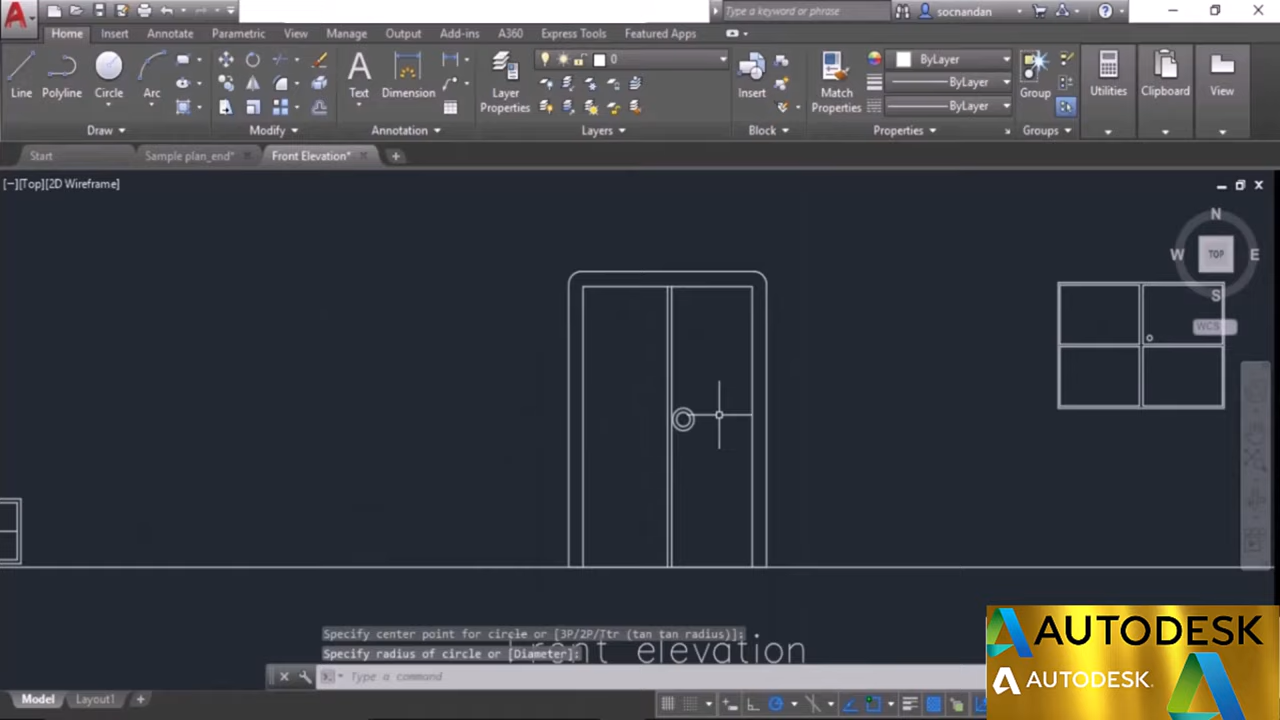 Type a keyword or phrase
socnandan
Home Insert Annotate Parametric View Manage Output Add-ins A360 Express Tools Featured Apps
Line Polyline Circle Arc Text Dimension Layer Properties 0 Insert Match Properties ByLayer ByLayer ByLayer Group Utilities Clipboard View
Draw Modify Annotation Layers Block Properties Groups
Start Sample plan_end* Front Elevation*
[−][Top][2D Wireframe]
N
W TOP E
S
WCS
Specify center point for circle or [3P/2P/Ttr (tan tan radius)]:
Specify radius of circle or [Diameter]:
Front elevation
Type a command
Model Layout1
AUTODESK
AUTODESK.